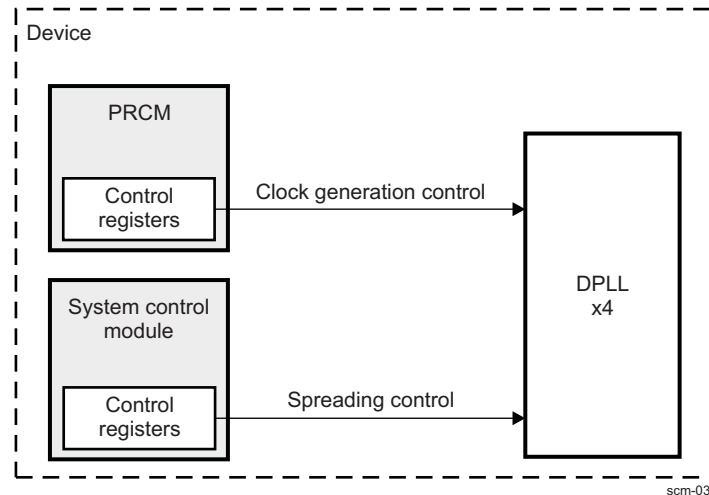 Device
PRCM
Control
registers
Clock generation control
System control
module
Control
registers
Spreading control
DPLL
x4
scm-03